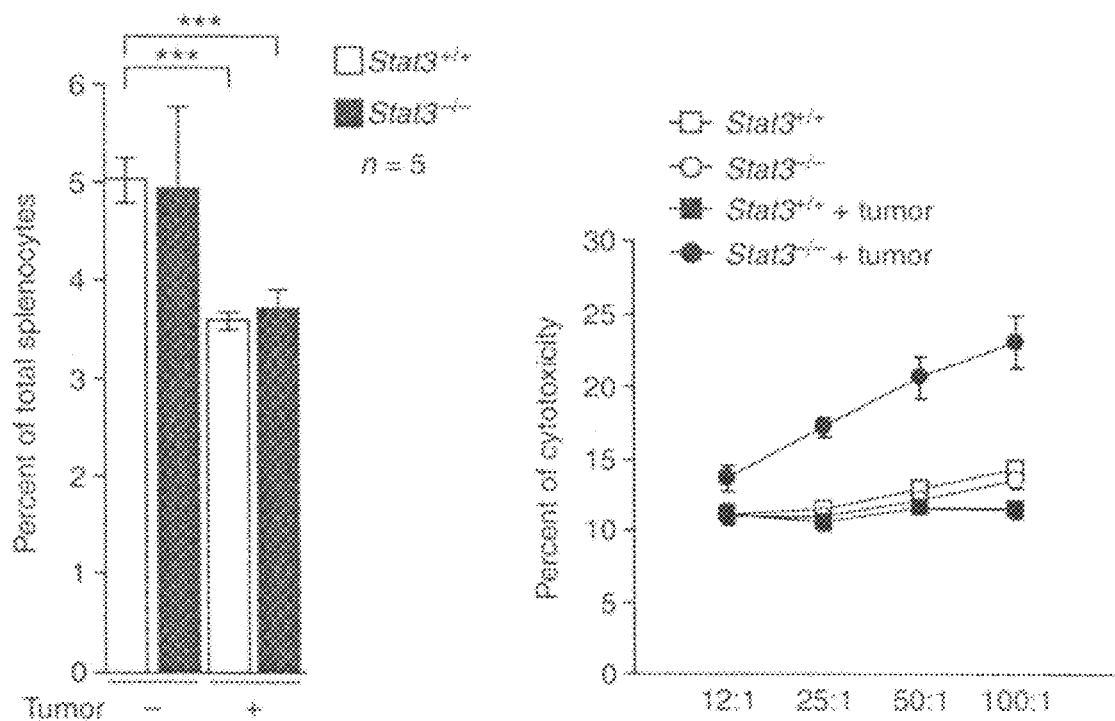 ***
***
Stat3+/+
Stat3−/−
n = 5
6
5
4
3
2
1
0
Percent of total splenocytes
Tumor − +
Stat3+/+
Stat3−/−
Stat3+/+ + tumor
Stat3−/− + tumor
30
25
20
15
10
5
0
Percent of cytotoxicity
12:1 25:1 50:1 100:1